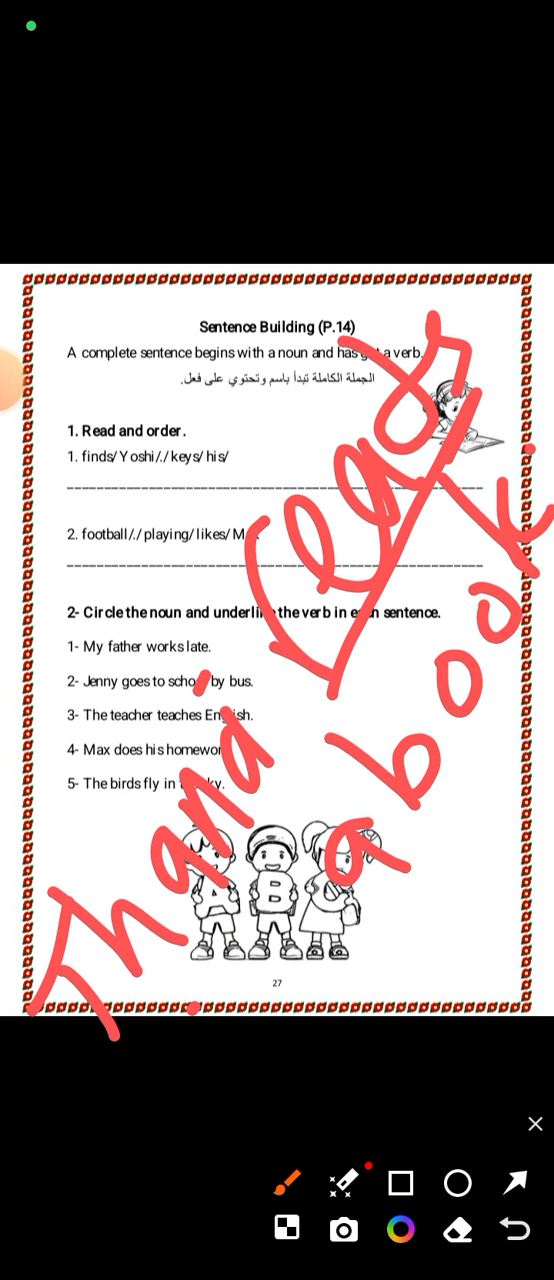 Sentence Building (P.14)
A complete sentence begins with a noun and has a verb.
الجملة الكاملة تبدأ باسم وتحتوي على فعل.
1. Read and order.
1. finds/ Yoshi/./ keys/ his/
2. football/./ playing/ likes/
2- Circle the noun and underline the verb in each sentence.
1- My father works late.
2- Jenny goes to school by bus.
3- The teacher teaches English.
4- Max does his
5- The birds fly in
A
B
27
reads
a book.